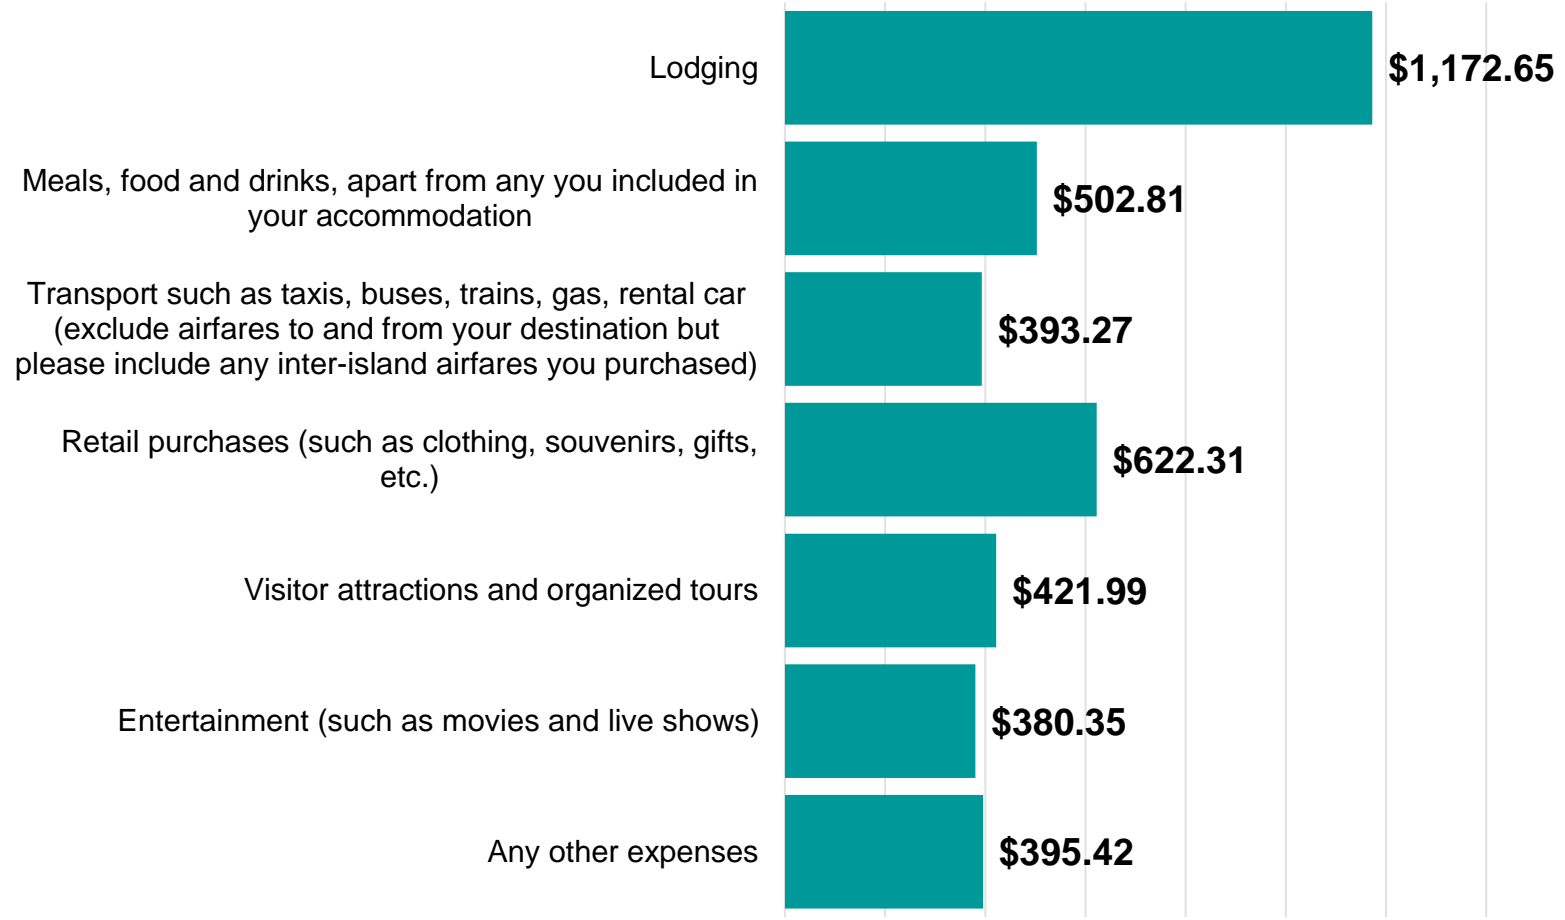 Lodging
$1,172.65
Meals, food and drinks, apart from any you included in
your accommodation
$502.81
Transport such as taxis, buses, trains, gas, rental car
(exclude airfares to and from your destination but
please include any inter-island airfares you purchased)
$393.27
Retail purchases (such as clothing, souvenirs, gifts,
etc.)
$622.31
Visitor attractions and organized tours
$421.99
Entertainment (such as movies and live shows)
$380.35
Any other expenses
$395.42